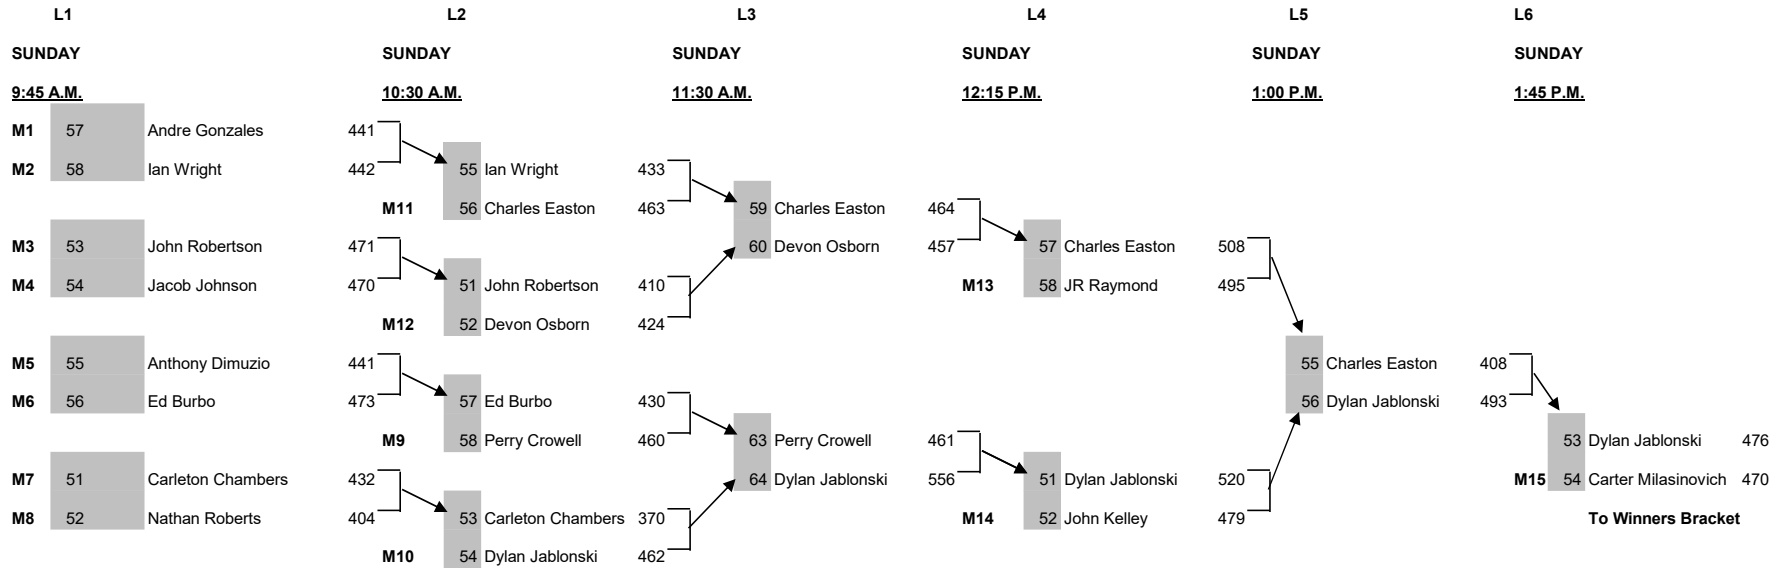 L1 L2 L3 L4 L5 L6
SUNDAY SUNDAY SUNDAY SUNDAY SUNDAY SUNDAY
9:45 A.M. 10:30 A.M. 11:30 A.M. 12:15 P.M. 1:00 P.M. 1:45 P.M.
M1 57 Andre Gonzales 441
M2 58 Ian Wright 442 55 Ian Wright 433
M11 56 Charles Easton 463 59 Charles Easton 464
M3 53 John Robertson 471 60 Devon Osborn 457 57 Charles Easton 508
M4 54 Jacob Johnson 470 51 John Robertson 410 M13 58 JR Raymond 495
M12 52 Devon Osborn 424
M5 55 Anthony Dimuzio 441 55 Charles Easton 408
M6 56 Ed Burbo 473 57 Ed Burbo 430 56 Dylan Jablonski 493
M9 58 Perry Crowell 460 63 Perry Crowell 461 53 Dylan Jablonski 476
M7 51 Carleton Chambers 432 64 Dylan Jablonski 556 51 Dylan Jablonski 520 M15 54 Carter Milasinovich 470
M8 52 Nathan Roberts 404 53 Carleton Chambers 370 M14 52 John Kelley 479 To Winners Bracket
M10 54 Dylan Jablonski 462